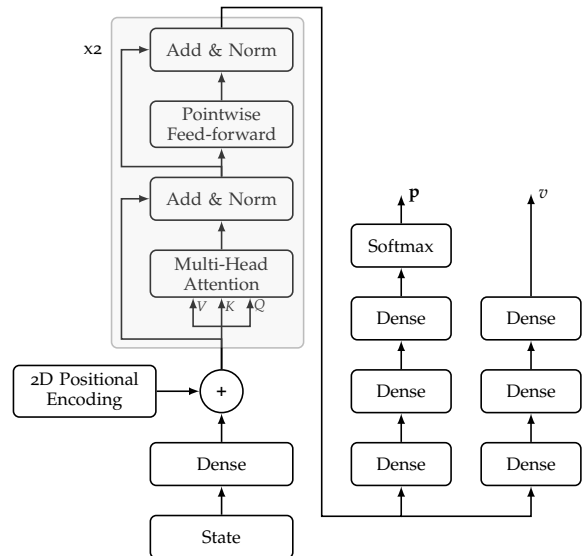 x2
Add & Norm
Pointwise
Feed-forward
Add & Norm
Multi-Head
Attention
V K Q
2D Positional
Encoding
+
Dense
State
p
Softmax
Dense
Dense
Dense
v
Dense
Dense
Dense